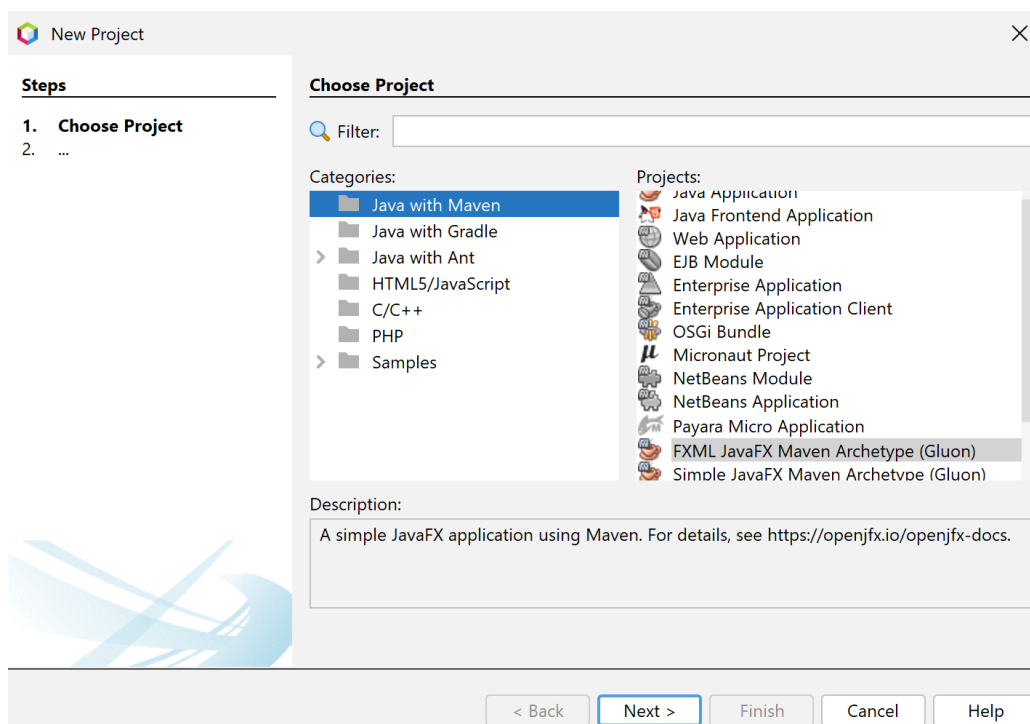 New Project
Steps
1. Choose Project
2. ...
Choose Project
Filter:
Categories:
Java with Maven
Java with Gradle
Java with Ant
HTML5/JavaScript
C/C++
PHP
Samples
Projects:
Java Application
Java Frontend Application
Web Application
EJB Module
Enterprise Application
Enterprise Application Client
OSGi Bundle
Micronaut Project
NetBeans Module
NetBeans Application
Payara Micro Application
FXML JavaFX Maven Archetype (Gluon)
Simple JavaFX Maven Archetype (Gluon)
Description:
A simple JavaFX application using Maven. For details, see https://openjfx.io/openjfx-docs.
< Back Next > Finish Cancel Help